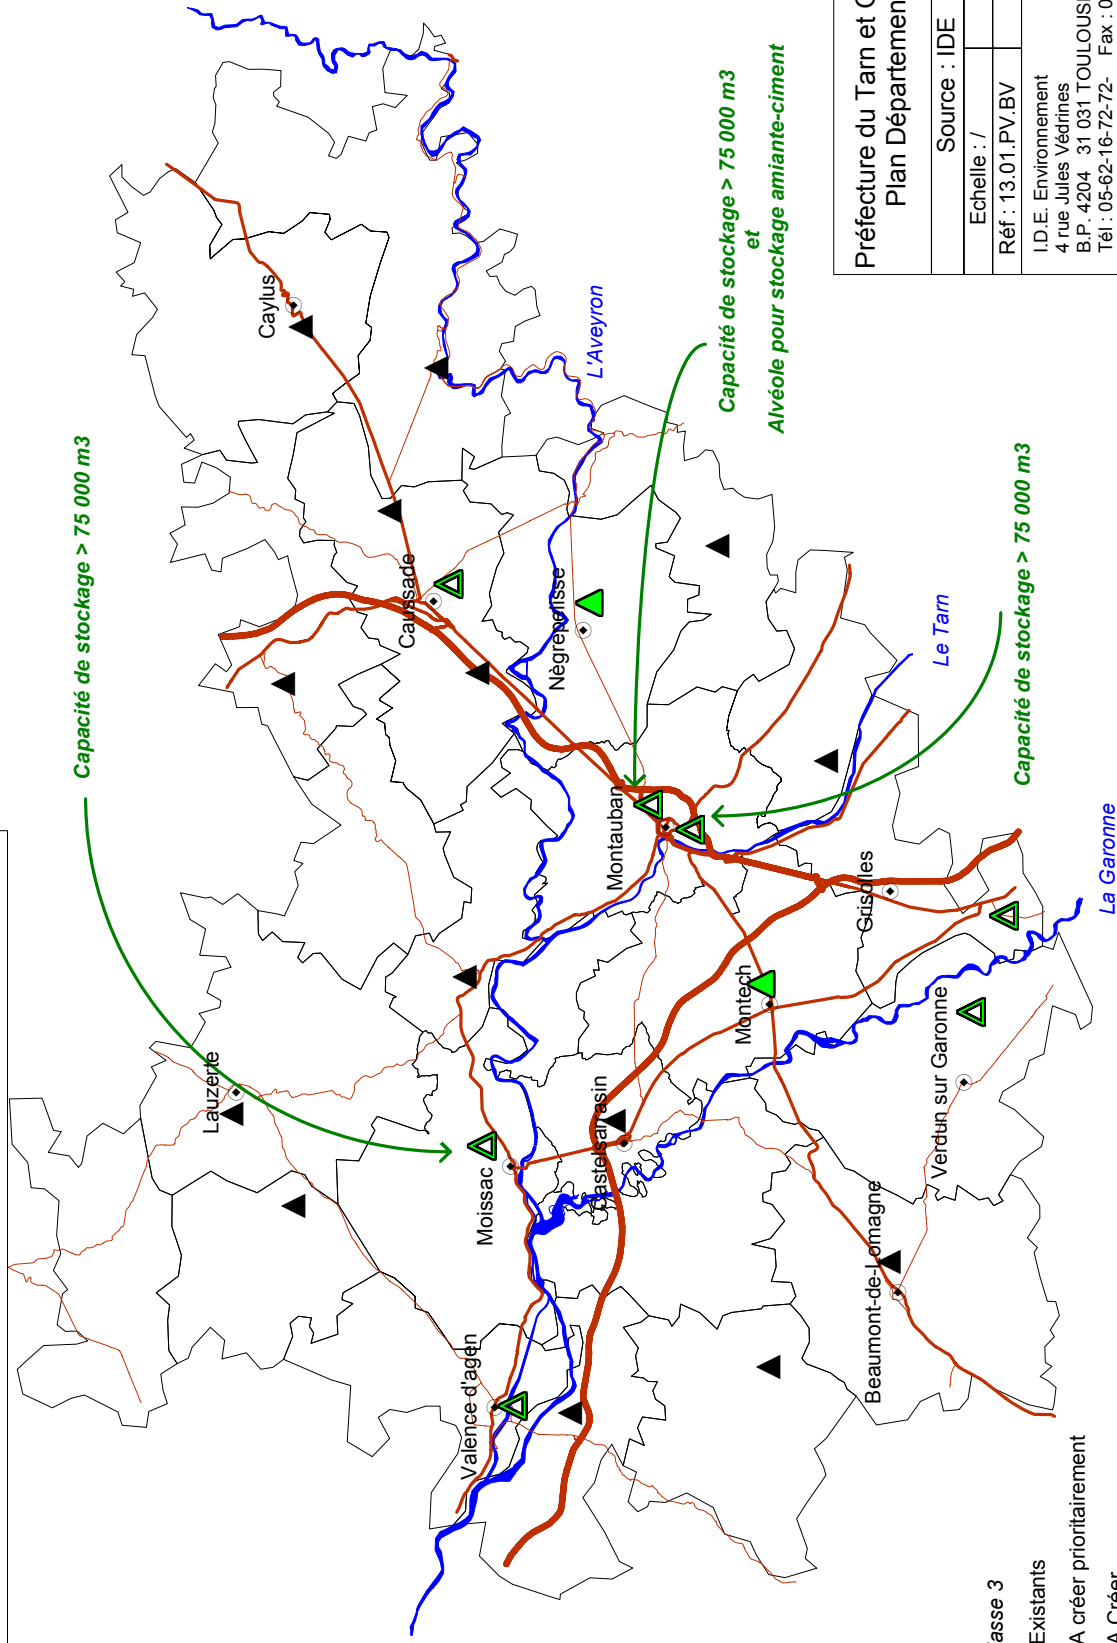 Capacité de stockage > 75 000 m3
Caylus
L'Aveyron
Capacité de stockage > 75 000 m3
et
Alvéole pour stockage amiante-ciment
Caussade
Nègrepelisse
Le Tarn
Capacité de stockage > 75 000 m3
Lauzerte
Montauban
Moissac
Castelsarrasin
Montech
Grisolles
La Garonne
Verdun sur Garonne
Valence d'agen
Beaumont-de-Lomagne
asse 3
Existants
A créer prioritairement
A Créer
Préfecture du Tarn et
Plan Départemen
Source : IDE
Echelle : /
Réf : 13.01.PV.BV
I.D.E. Environnement
4 rue Jules Védrines
B.P. 4204 31 031 TOULOUS
Tél : 05-62-16-72-72- Fax : 0